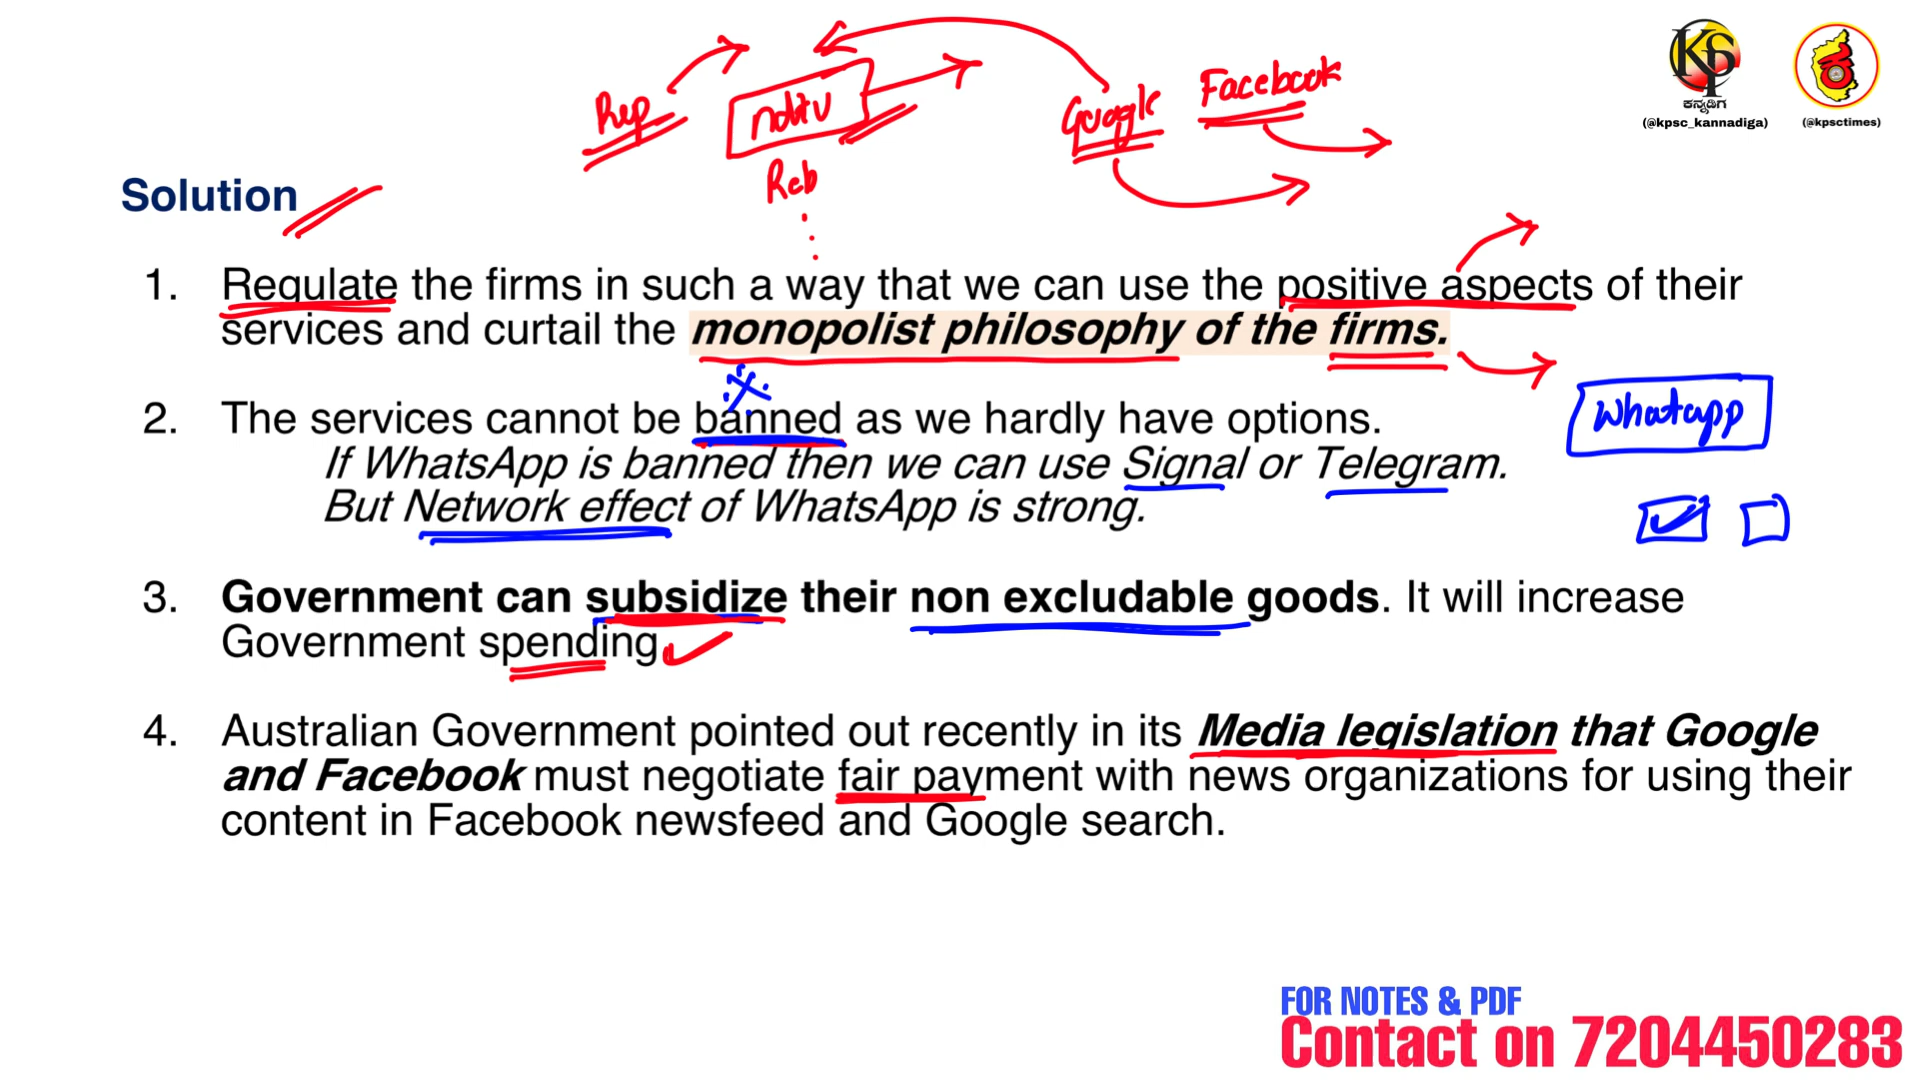 Rep
ndtv
Google
Facebook
KPSC
ಕನ್ನಡಿಗ
(@kpsc_kannadiga)
(@kpsctimes)
Reb
Solution
1. Regulate the firms in such a way that we can use the positive aspects of their
services and curtail the monopolist philosophy of the firms.
Whatapp
2. The services cannot be banned as we hardly have options.
If WhatsApp is banned then we can use Signal or Telegram.
But Network effect of WhatsApp is strong.
3. Government can subsidize their non excludable goods. It will increase
Government spending
4. Australian Government pointed out recently in its Media legislation that Google
and Facebook must negotiate fair payment with news organizations for using their
content in Facebook newsfeed and Google search.
FOR NOTES & PDF
Contact on 7204450283